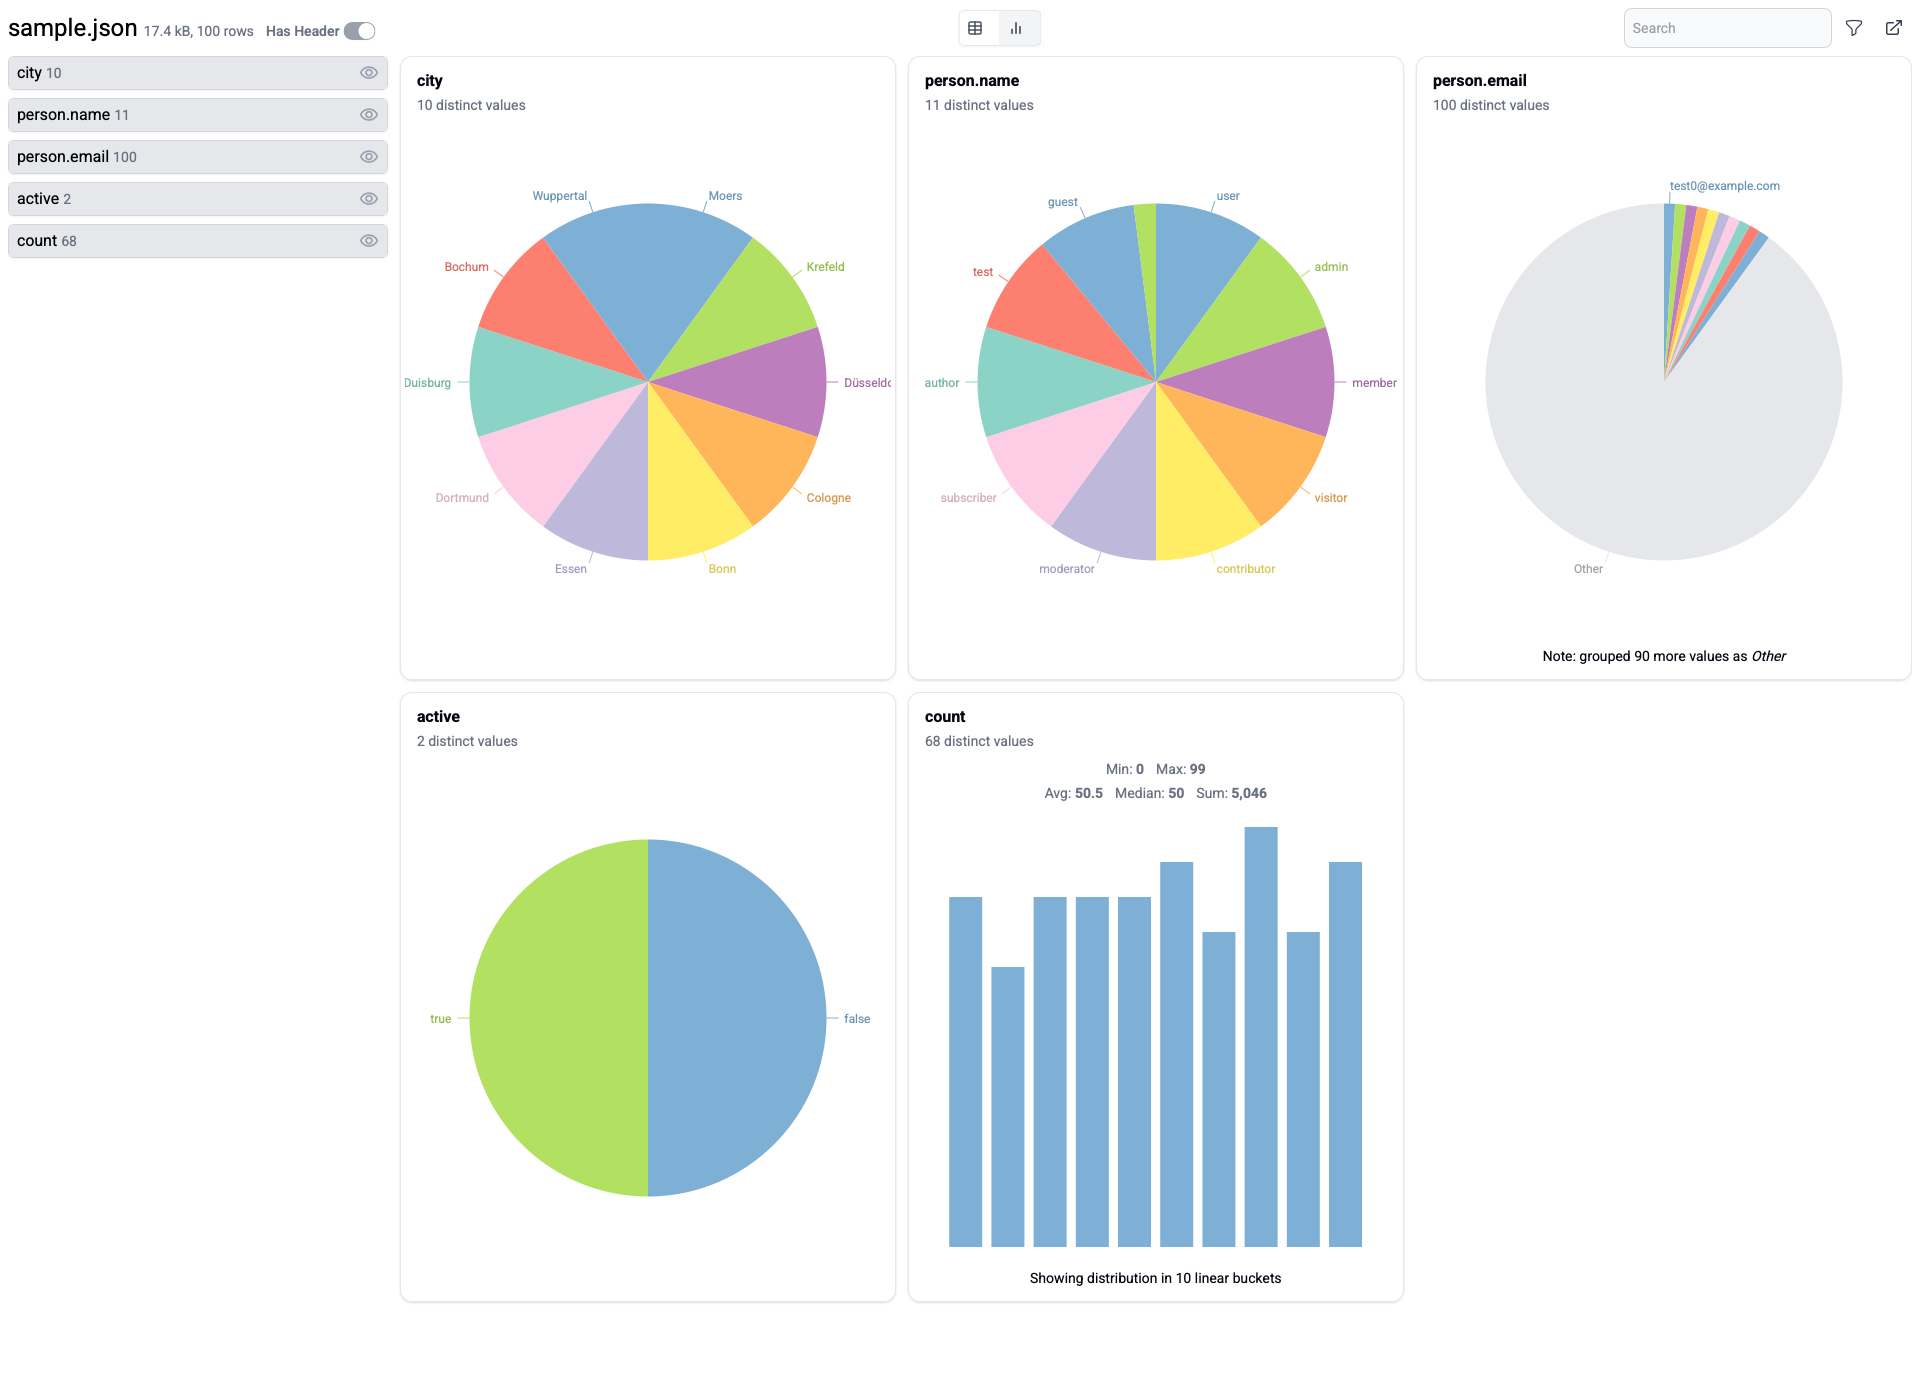 sample.json 17.4 kB, 100 rows Has Header
Search
city 10
person.name 11
person.email 100
active 2
count 68
city
10 distinct values
Wuppertal
Moers
Bochum
Krefeld
Duisburg
Düsseldo
Dortmund
Cologne
Essen
Bonn
person.name
11 distinct values
guest
user
test
admin
author
member
subscriber
visitor
moderator
contributor
person.email
100 distinct values
test0@example.com
Other
Note: grouped 90 more values as Other
active
2 distinct values
true
false
count
68 distinct values
Min: 0 Max: 99
Avg: 50.5 Median: 50 Sum: 5,046
Showing distribution in 10 linear buckets